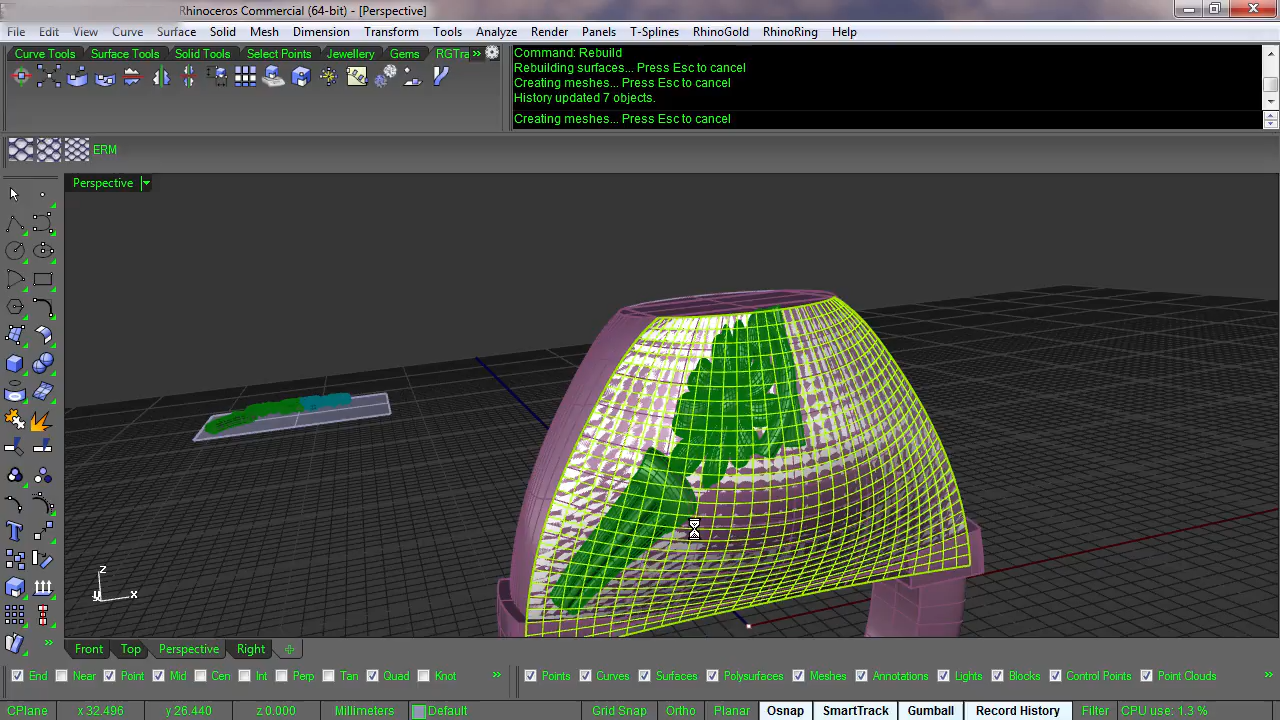 Rhinoceros Commercial (64-bit) - [Perspective]
File Edit View Curve Surface Solid Mesh Dimension Transform Tools Analyze Render Panels T-Splines RhinoGold RhinoRing Help
Curve Tools Surface Tools Solid Tools Select Points Jewellery Gems RGTra »
Command: Rebuild
Rebuilding surfaces... Press Esc to cancel
Creating meshes... Press Esc to cancel
History updated 7 objects.
Creating meshes... Press Esc to cancel
ERM
Perspective
z
y x
Front Top Perspective Right
End Near Point Mid Cen Int Perp Tan Quad Knot » Points Curves Surfaces Polysurfaces Meshes Annotations Lights Blocks Control Points Point Clouds »
CPlane x 32.496 y 26.440 z 0.000 Millimeters Default Grid Snap Ortho Planar Osnap SmartTrack Gumball Record History Filter CPU use: 1.3 %